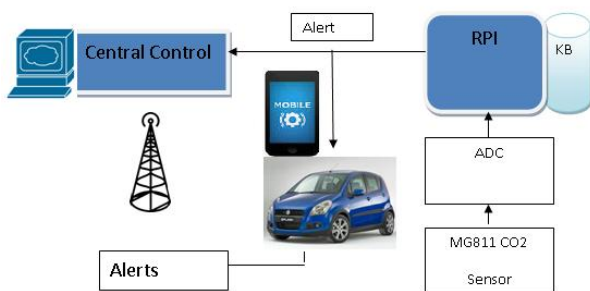 Alert
RPI
KB
Central Control
MOBILE
ADC
MG811 CO2
Sensor
Alerts